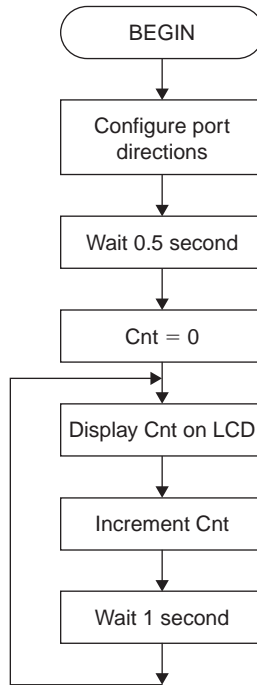 BEGIN
Configure port
directions
Wait 0.5 second
Cnt = 0
Display Cnt on LCD
Increment Cnt
Wait 1 second